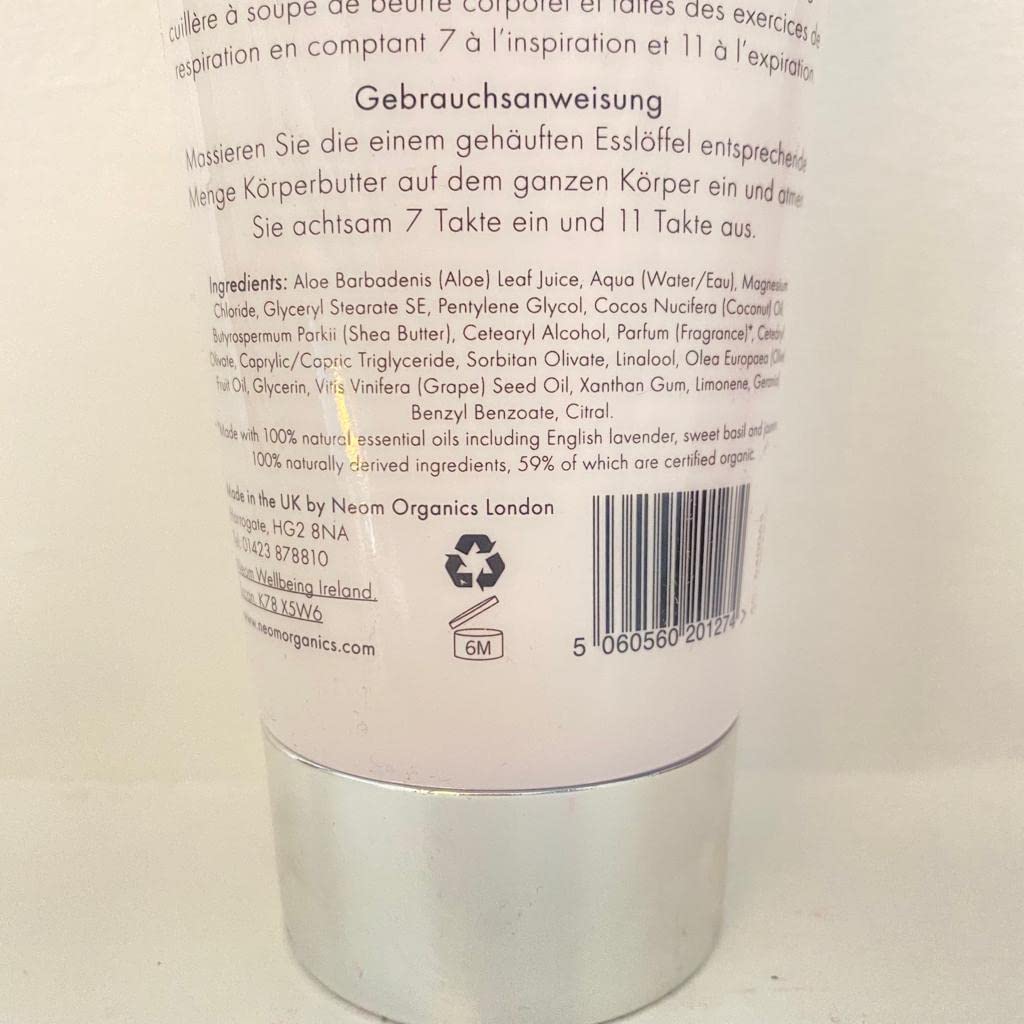 cuillère à soupe de beurre corporel et faites des exercices de
respiration en comptant 7 à l'inspiration et 11 à l'expiration
Gebrauchsanweisung
Massieren Sie die einem gehäuften Esslöffel entsprechende
Menge Körperbutter auf dem ganzen Körper ein und atmen
Sie achtsam 7 Takte ein und 11 Takte aus.
Ingredients: Aloe Barbadenis (Aloe) Leaf Juice, Aqua (Water/Eau), Magnesium
Chloride, Glyceryl Stearate SE, Pentylene Glycol, Cocos Nucifera (Coconut) Oil
Butyrospermum Parkii (Shea Butter), Cetearyl Alcohol, Parfum (Fragrance)*, Cetearyl
Olivate, Caprylic/Capric Triglyceride, Sorbitan Olivate, Linalool, Olea Europaea (Olive)
Fruit Oil, Glycerin, Vitis Vinifera (Grape) Seed Oil, Xanthan Gum, Limonene, Geraniol
Benzyl Benzoate, Citral.
*Made with 100% natural essential oils including English lavender, sweet basil and
100% naturally derived ingredients, 59% of which are certified organic
Made in the UK by Neom Organics London
Harrogate, HG2 8NA
01423 878810
Neom Wellbeing Ireland,
K78 X5W6
www.neomorganics.com
6M
5 060560 201274 >